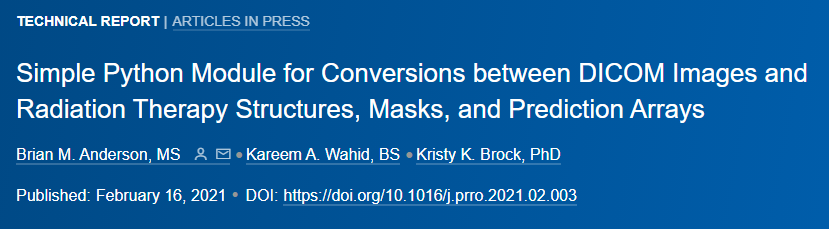 TECHNICAL REPORT | ARTICLES IN PRESS
Simple Python Module for Conversions between DICOM Images and
Radiation Therapy Structures, Masks, and Prediction Arrays
Brian M. Anderson, MS • Kareem A. Wahid, BS • Kristy K. Brock, PhD
Published: February 16, 2021 • DOI: https://doi.org/10.1016/j.prro.2021.02.003